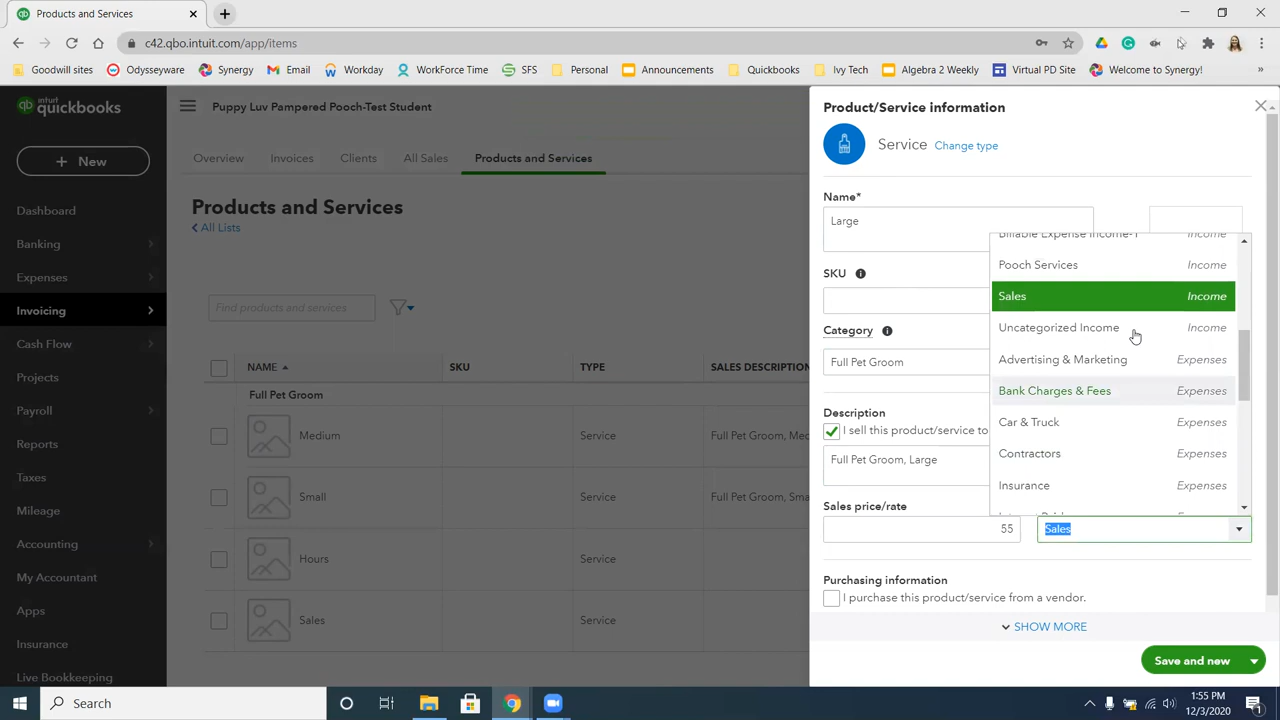 Products and Services
c42.qbo.intuit.com/app/items
Goodwill sites
Odysseyware
Synergy
Email
Workday
WorkForce Time
SFS
Personal
Announcements
Quickbooks
Ivy Tech
Algebra 2 Weekly
Virtual PD Site
Welcome to Synergy!
»
intuit
quickbooks
Puppy Luv Pampered Pooch-Test Student
+ New
Dashboard
Banking
Expenses
Invoicing
Cash Flow
Projects
Payroll
Reports
Taxes
Mileage
Accounting
My Accountant
Apps
Insurance
Live Bookkeeping
Overview
Invoices
Clients
All Sales
Products and Services
Products and Services
All Lists
Find products and services
NAME
SKU
TYPE
SALES DESCRIPTION
Full Pet Groom
Medium
Service
Full Pet Groom, Med
Small
Service
Full Pet Groom, Sma
Hours
Service
Sales
Service
Product/Service information
Service
Change type
Name*
Large
SKU
Category
Full Pet Groom
Description
I sell this product/service to
Full Pet Groom, Large
Sales price/rate
55
Billable Expense Income-1 Income
Pooch Services Income
Sales Income
Uncategorized Income Income
Advertising & Marketing Expenses
Bank Charges & Fees Expenses
Car & Truck Expenses
Contractors Expenses
Insurance Expenses
Sales
Purchasing information
I purchase this product/service from a vendor.
SHOW MORE
Save and new
Search
1:55 PM
12/3/2020